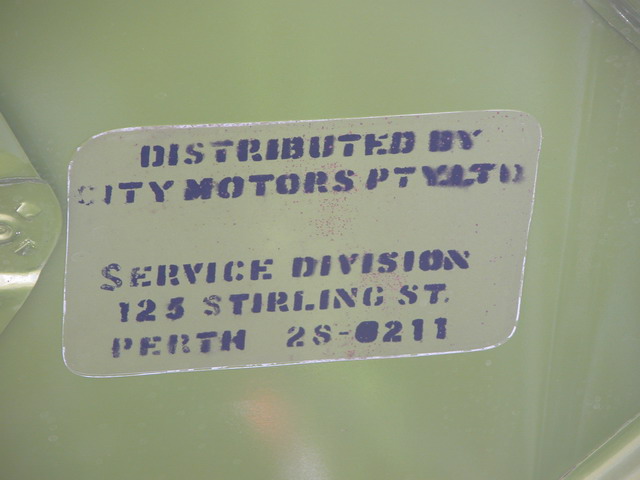 DISTRIBUTED BY
CITY MOTORS PTY.LTD
SERVICE DIVISION
125 STIRLING ST.
PERTH 28-0211